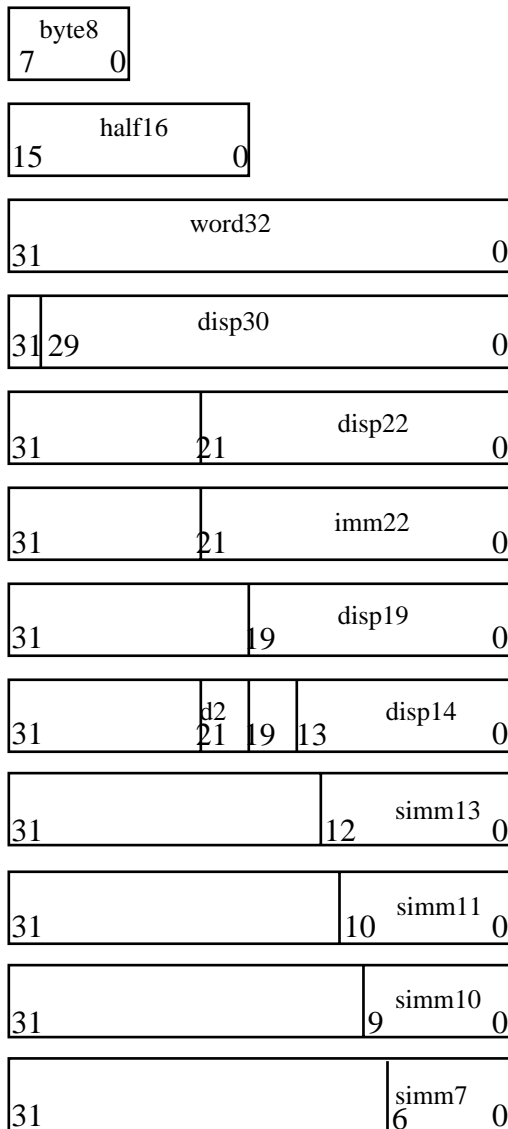 byte8
7 0
half16
15 0
word32
31 0
disp30
31 29 0
disp22
31 21 0
imm22
31 21 0
disp19
31 19 0
d2 disp14
31 21 19 13 0
simm13
31 12 0
simm11
31 10 0
simm10
31 9 0
simm7
31 6 0